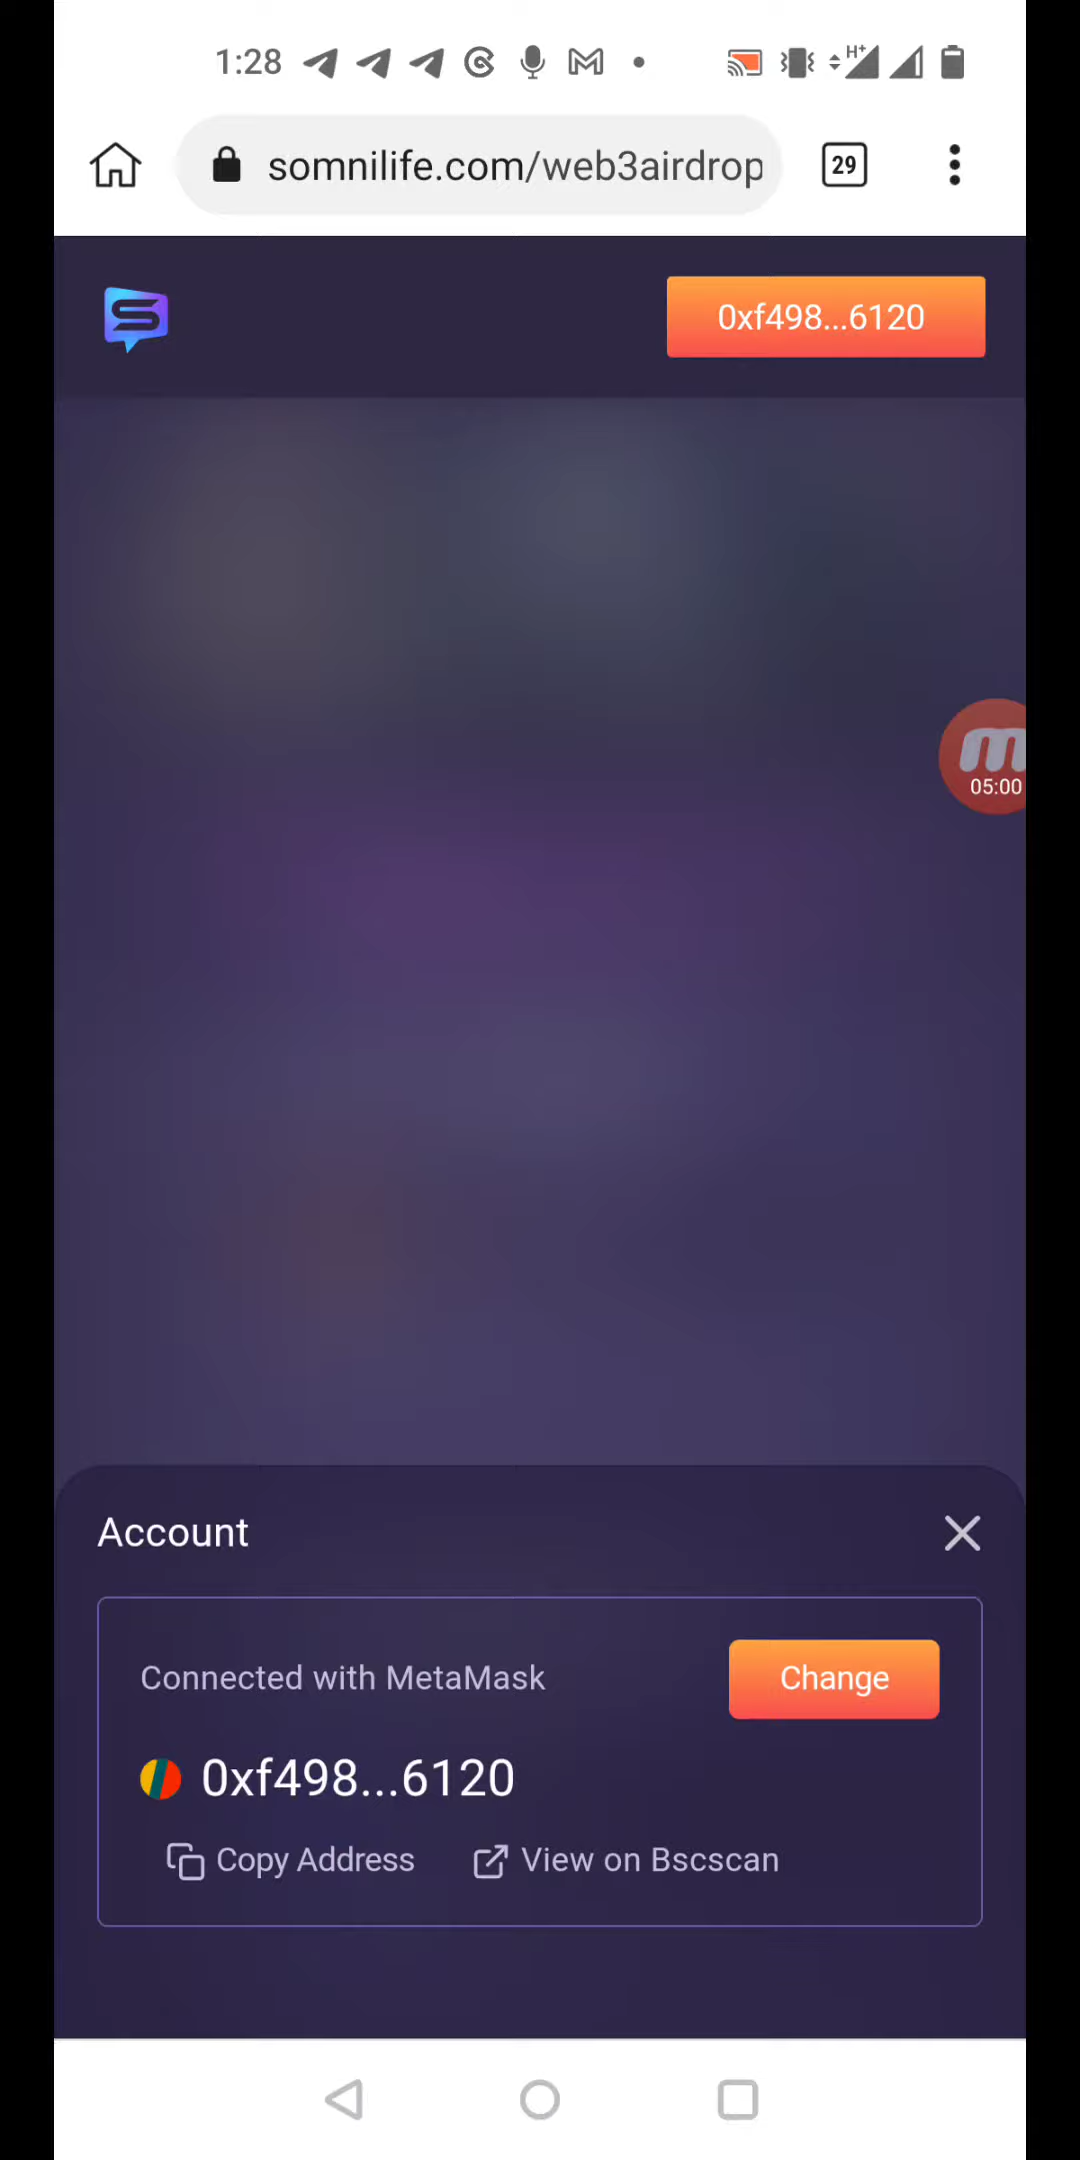 1:28
H+
somnilife.com/web3airdrop
29
0xf498...6120
05:00
Account
Connected with MetaMask
Change
0xf498...6120
Copy Address
View on Bscscan